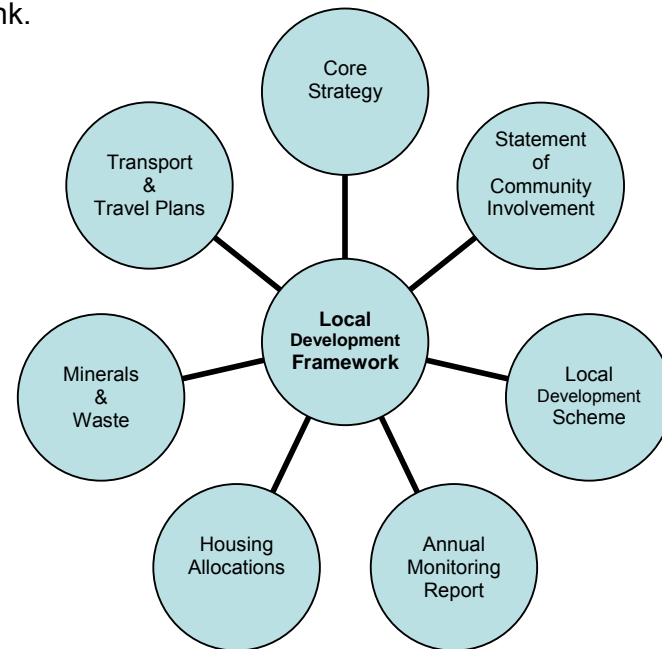 nk.
Core
Strategy
Statement
of
Community
Involvement
Transport
&
Travel Plans
Local
Development
Framework
Minerals
&
Waste
Local
Development
Scheme
Housing
Allocations
Annual
Monitoring
Report